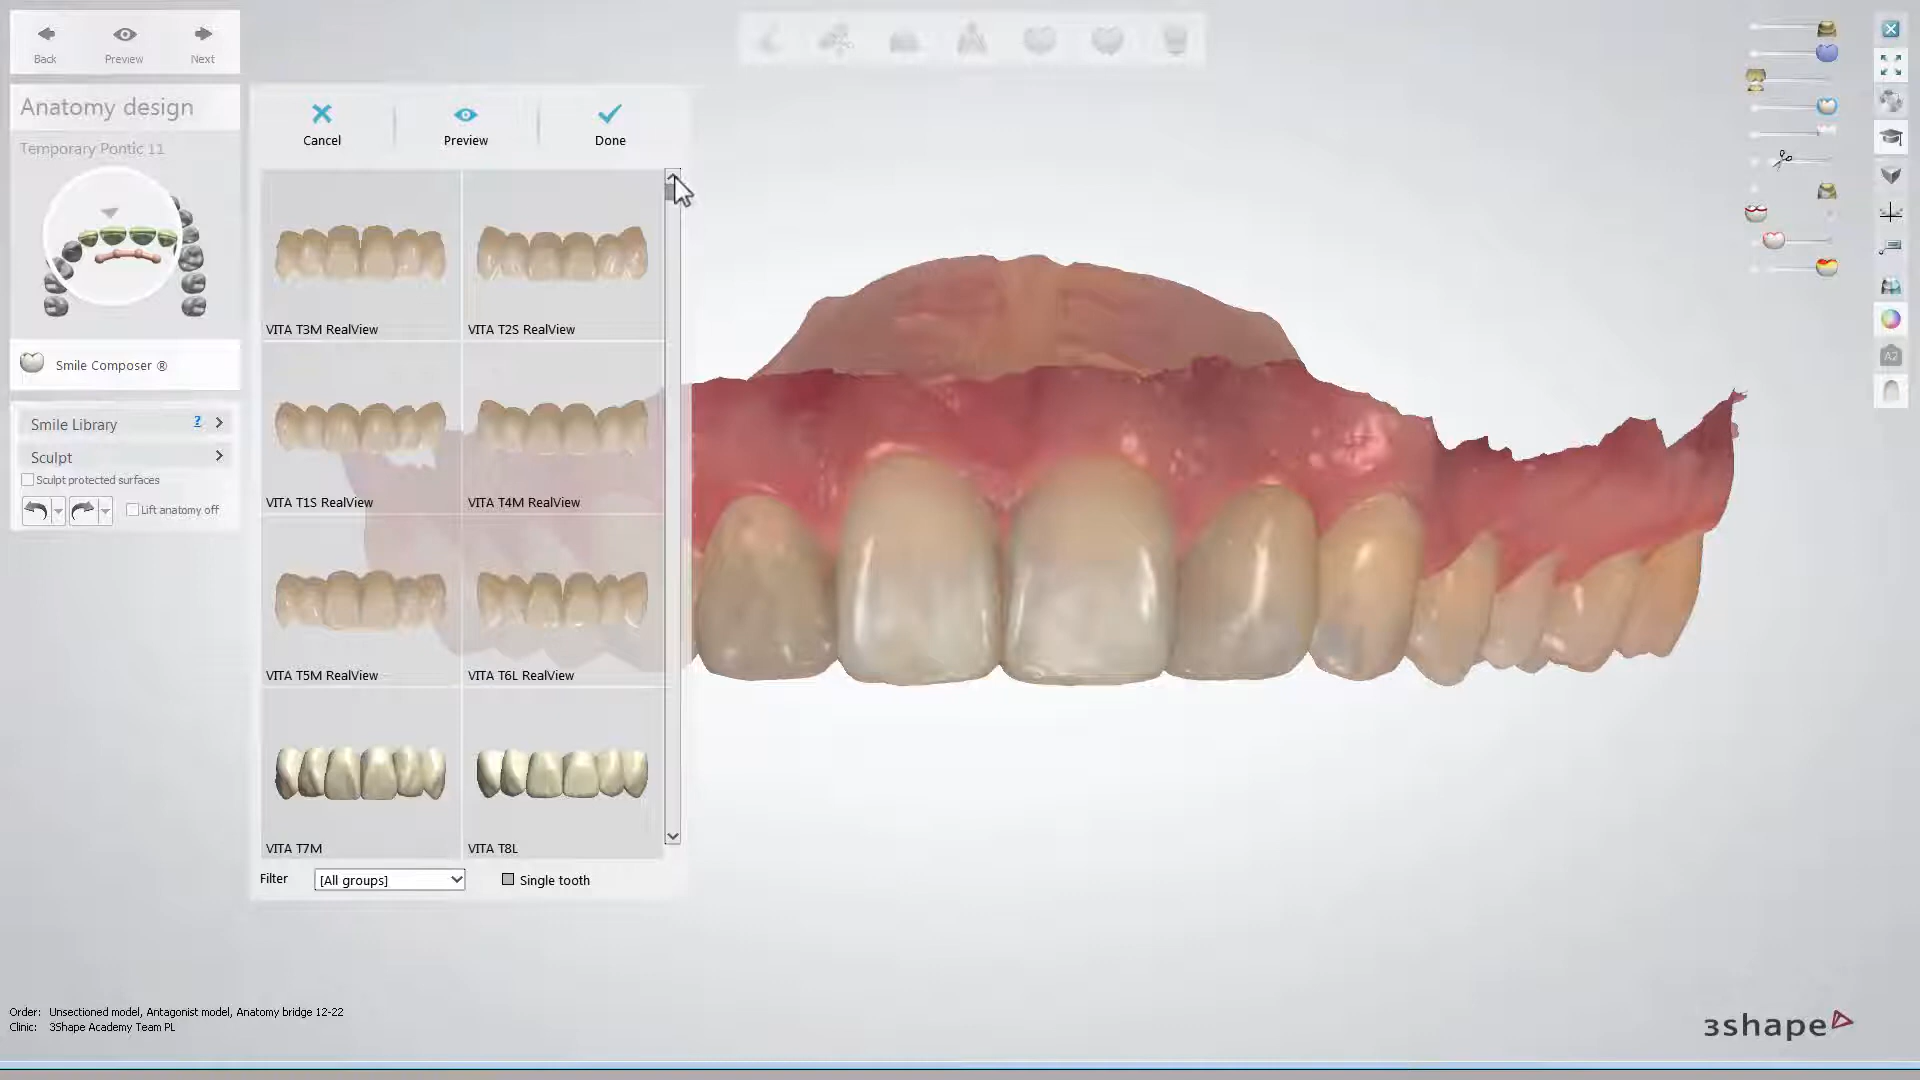 Back
Preview
Next
Anatomy design
Temporary Pontic 11
Smile Composer ®
Smile Library ?
Sculpt
Sculpt protected surfaces
Lift anatomy off
Cancel
Preview
Done
VITA T3M RealView
VITA T2S RealView
VITA T1S RealView
VITA T4M RealView
VITA T5M RealView
VITA T6L RealView
VITA T7M
VITA T8L
Filter
[All groups]
Single tooth
A2
Order: Unsectioned model, Antagonist model, Anatomy bridge 12-22
Clinic: 3Shape Academy Team PL
3shape